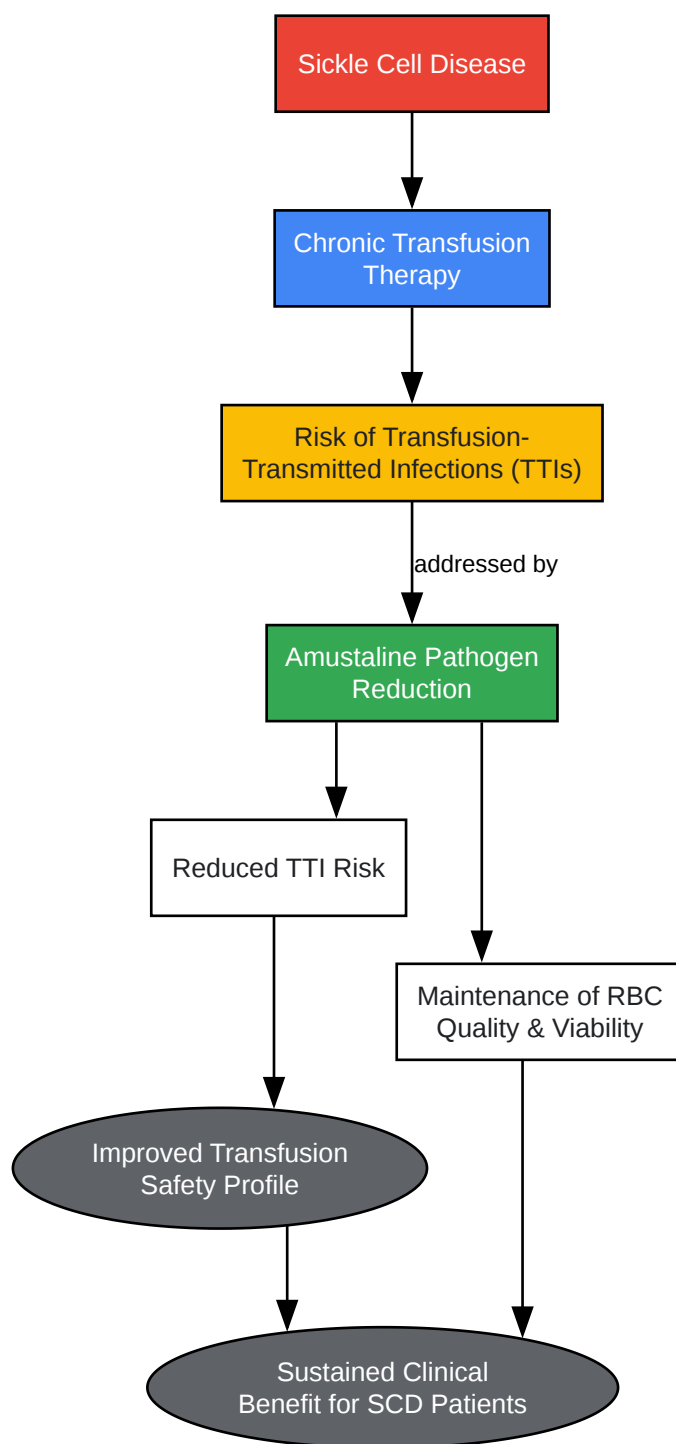 Sickle Cell Disease
Chronic Transfusion
Therapy
Risk of Transfusion-
Transmitted Infections (TTIs)
addressed by
Amustaline Pathogen
Reduction
Reduced TTI Risk
Maintenance of RBC
Quality & Viability
Improved Transfusion
Safety Profile
Sustained Clinical
Benefit for SCD Patients